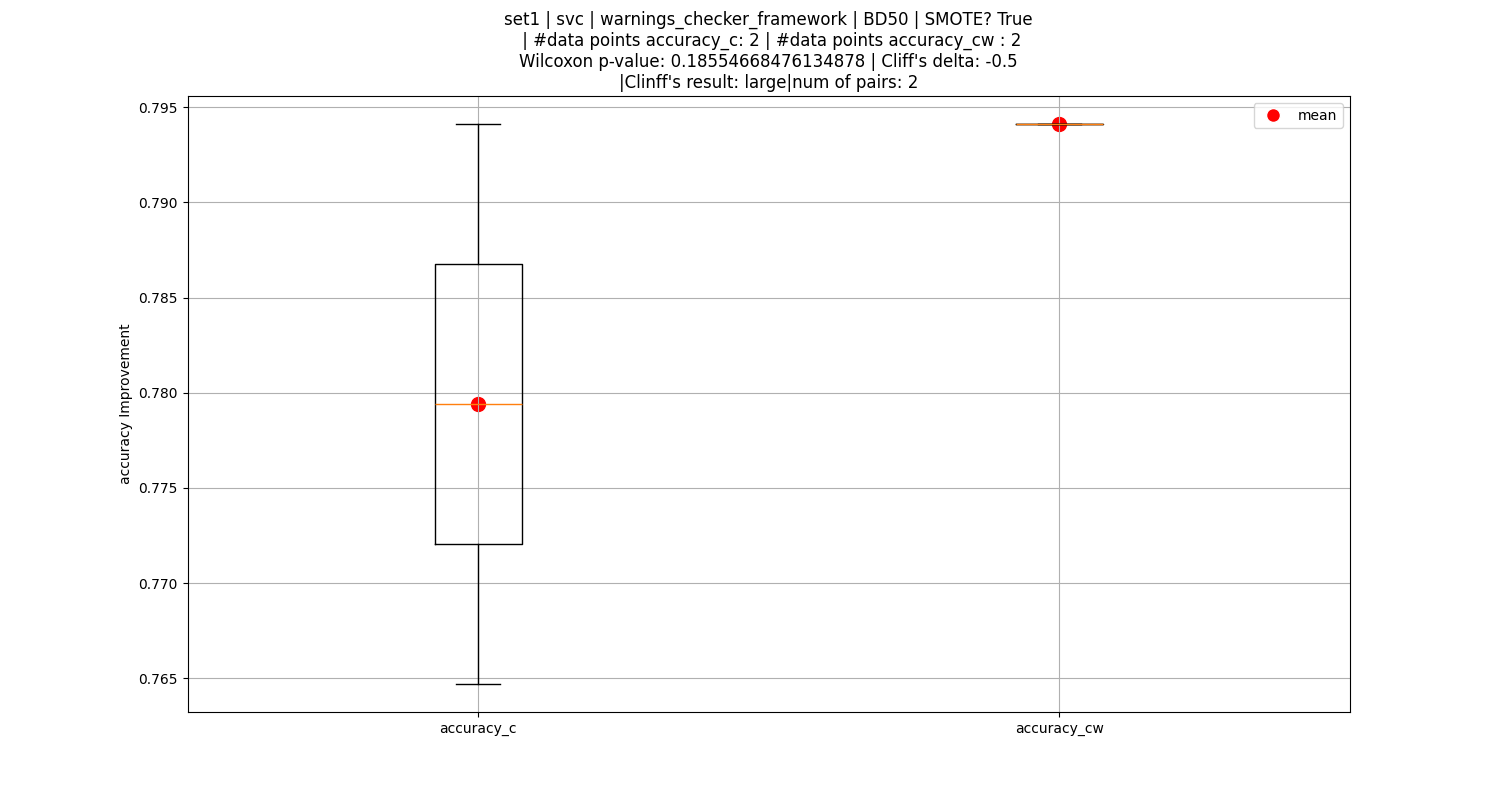 set1 | svc | warnings_checker_framework | BD50 | SMOTE? True
| #data points accuracy_c: 2 | #data points accuracy_cw : 2
Wilcoxon p-value: 0.18554668476134878 | Cliff's delta: -0.5
|Clinff's result: large|num of pairs: 2
mean
accuracy Improvement
0.795
0.790
0.785
0.780
0.775
0.770
0.765
accuracy_c
accuracy_cw